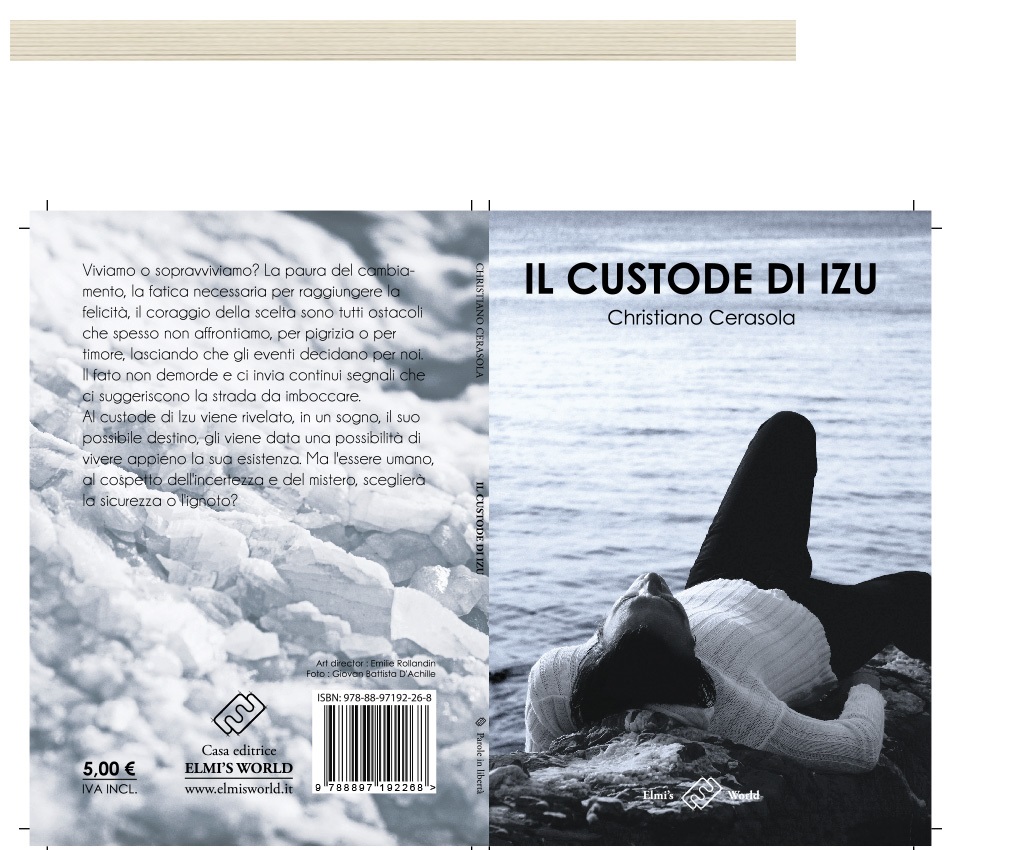 Viviamo o sopravviviamo? La paura del cambia-
mento, la fatica necessaria per raggiungere la
felicità, il coraggio della scelta sono tutti ostacoli
che spesso non affrontiamo, per pigrizia o per
timore, lasciando che gli eventi decidano per noi.
Il fato non demorde e ci invia continui segnali che
ci suggeriscono la strada da imboccare.
Al custode di Izu viene rivelato, in un sogno, il suo
possibile destino, gli viene data una possibilità di
vivere appieno la sua esistenza. Ma l'essere umano,
al cospetto dell'incertezza e del mistero, sceglierà
la sicurezza o l'ignoto?
Art director : Emilie Rollandin
Foto : Giovan Battista D'Achille
ISBN: 978-88-97192-26-8
9 788897 192268 >
Casa editrice
ELMI'S WORLD
www.elmisworld.it
5,00 €
IVA INCL.
CHRISTIANO CERASOLA
IL CUSTODE DI IZU
Parole in libertà
IL CUSTODE DI IZU
Christiano Cerasola
Elmi's World